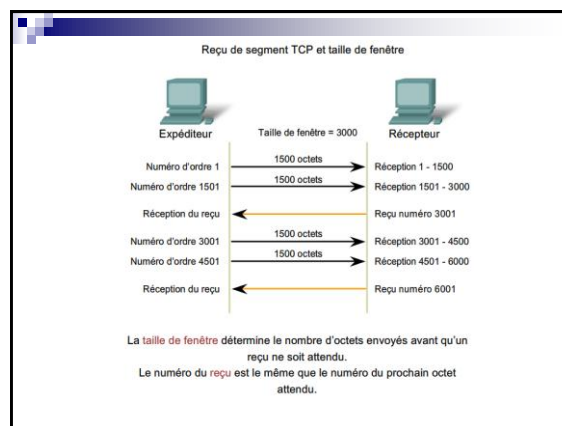 Reçu de segment TCP et taille de fenêtre
Expéditeur
Taille de fenêtre = 3000
Récepteur
Numéro d'ordre 1
1500 octets
Réception 1 - 1500
Numéro d'ordre 1501
1500 octets
Réception 1501 - 3000
Réception du reçu
Reçu numéro 3001
Numéro d'ordre 3001
1500 octets
Réception 3001 - 4500
Numéro d'ordre 4501
1500 octets
Réception 4501 - 6000
Réception du reçu
Reçu numéro 6001
La taille de fenêtre détermine le nombre d'octets envoyés avant qu'un
reçu ne soit attendu.
Le numéro du reçu est le même que le numéro du prochain octet
attendu.